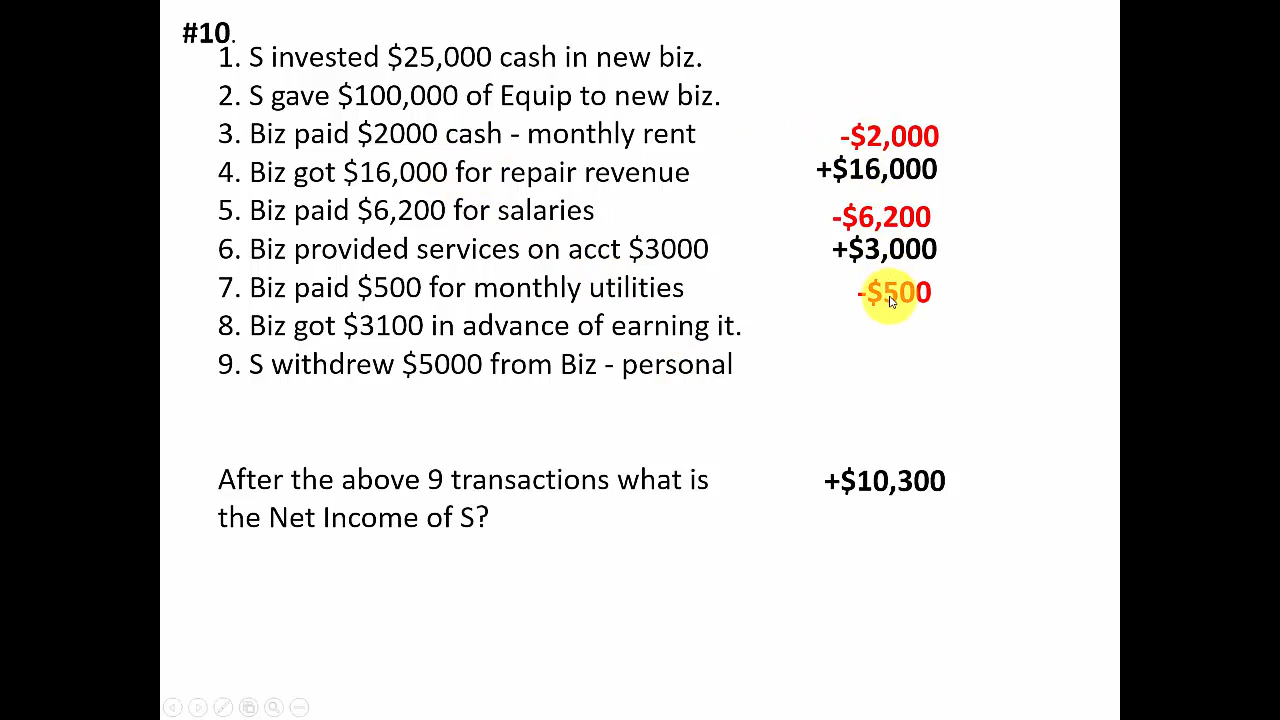 #10.
1. S invested $25,000 cash in new biz.
2. S gave $100,000 of Equip to new biz.
3. Biz paid $2000 cash - monthly rent -$2,000
4. Biz got $16,000 for repair revenue +$16,000
5. Biz paid $6,200 for salaries -$6,200
6. Biz provided services on acct $3000 +$3,000
7. Biz paid $500 for monthly utilities -$500
8. Biz got $3100 in advance of earning it.
9. S withdrew $5000 from Biz - personal
After the above 9 transactions what is +$10,300
the Net Income of S?